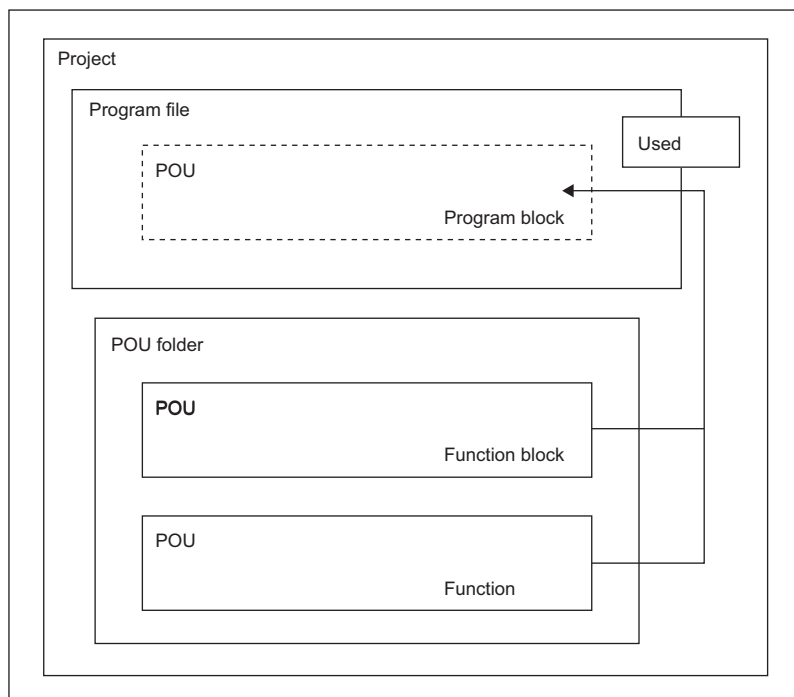 Project
Program file
Used
POU
Program block
POU folder
POU
Function block
POU
Function